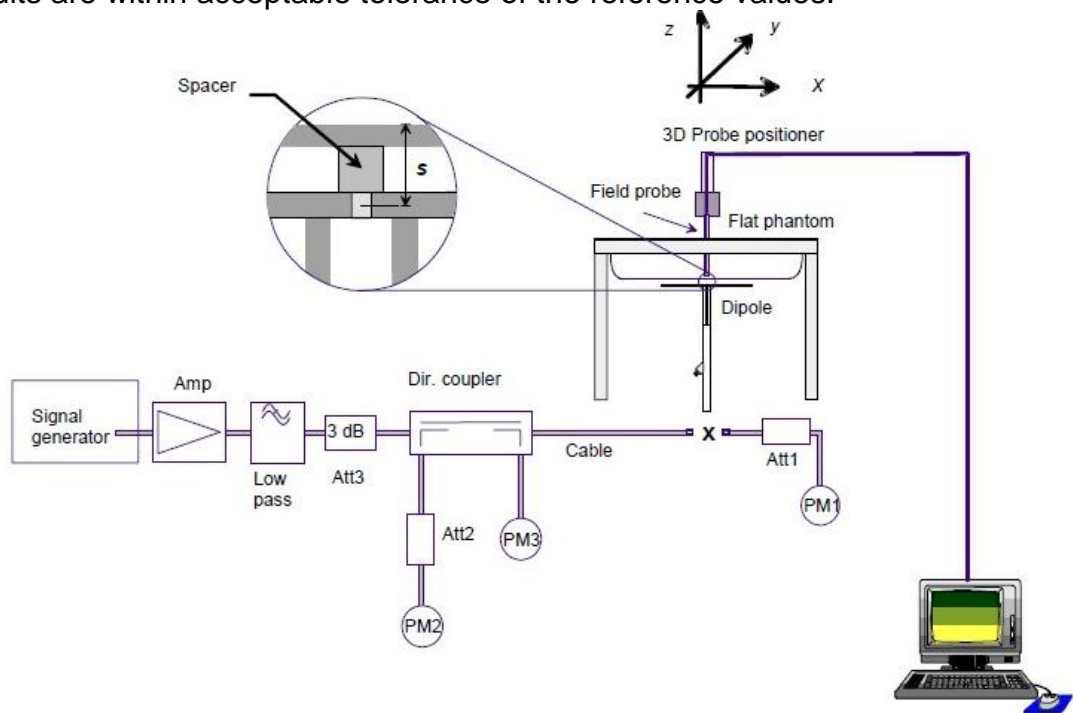 ults are within acceptable tolerance of the reference values.
z
y
x
Spacer
s
3D Probe positioner
Field probe
Flat phantom
Dipole
Dir. coupler
Amp
Signal
generator
3 dB
Low
pass
Att3
Cable
X
Att1
PM1
Att2
PM3
PM2